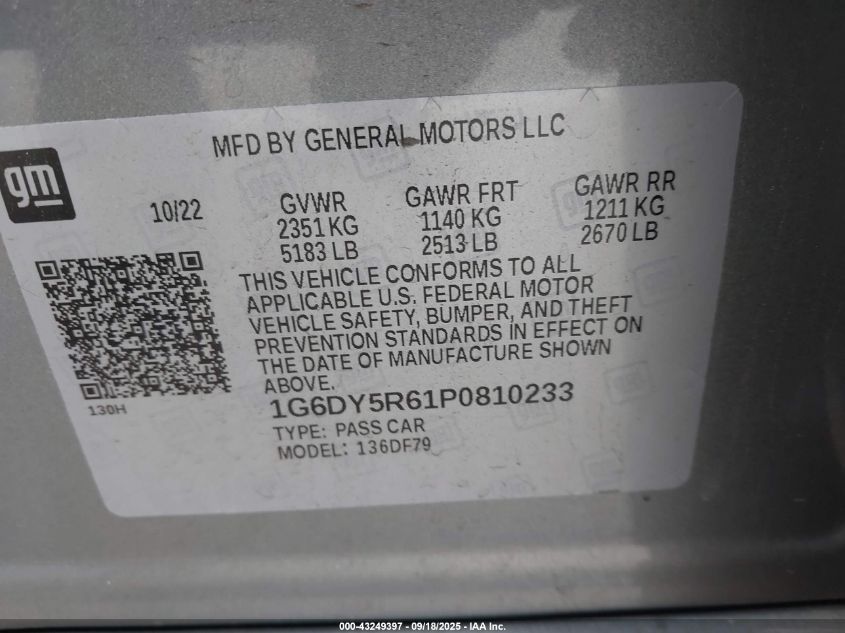 MFD BY GENERAL MOTORS LLC
gm
10/22
GVWR
2351 KG
5183 LB
GAWR FRT
1140 KG
2513 LB
GAWR RR
1211 KG
2670 LB
THIS VEHICLE CONFORMS TO ALL
APPLICABLE U.S. FEDERAL MOTOR
VEHICLE SAFETY, BUMPER, AND THEFT
PREVENTION STANDARDS IN EFFECT ON
THE DATE OF MANUFACTURE SHOWN
ABOVE.
130H
1G6DY5R61P0810233
TYPE: PASS CAR
MODEL: 136DF79
000-43249397 - 09/18/2025 - IAA Inc.